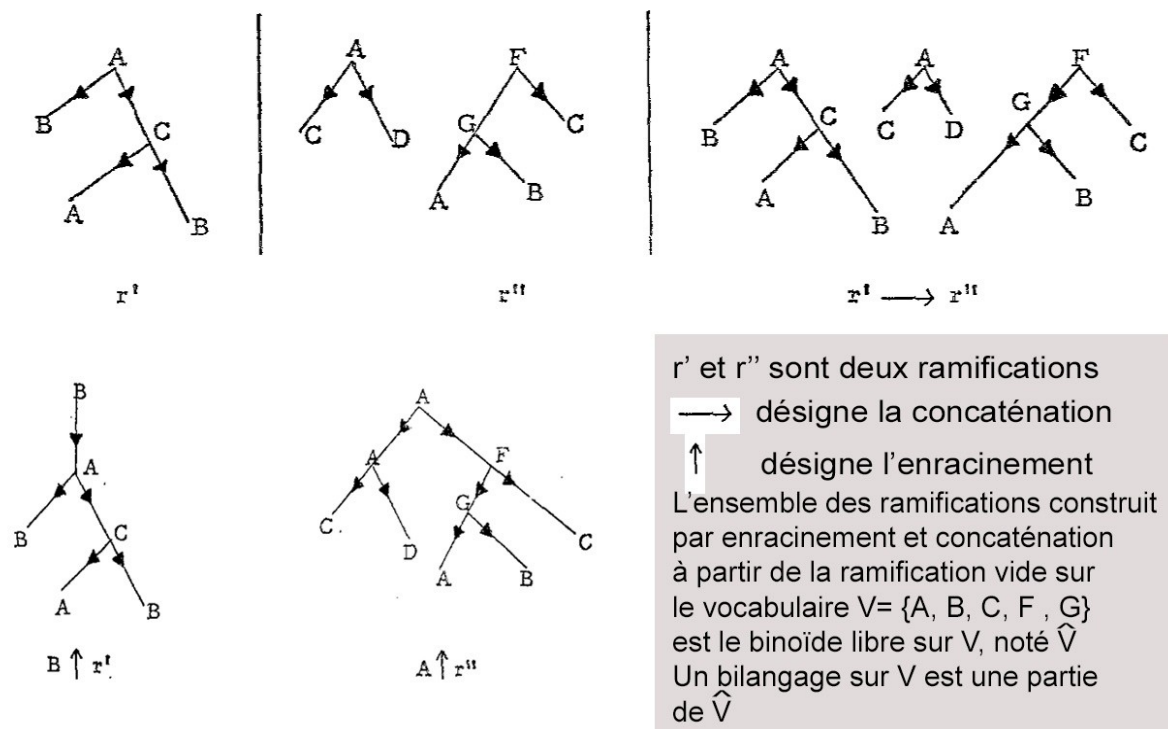 A A F A A F
B C C D G C B C C D G C
A B A B A B A B
r' r" r' → r"
B A
A A F
B C C D G C
A B A B
B ↑ r' A ↑ r"
r' et r" sont deux ramifications
→ désigne la concaténation
↑ désigne l'enracinement
L'ensemble des ramifications construit
par enracinement et concaténation
à partir de la ramification vide sur
le vocabulaire V= {A, B, C, F , G}
est le binoïde libre sur V, noté V̂
Un bilangage sur V est une partie
de V̂